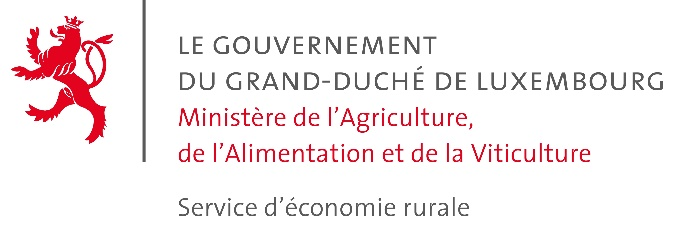 LE GOUVERNEMENT
DU GRAND-DUCHÉ DE LUXEMBOURG
Ministère de l’Agriculture,
de l’Alimentation et de la Viticulture
Service d’économie rurale